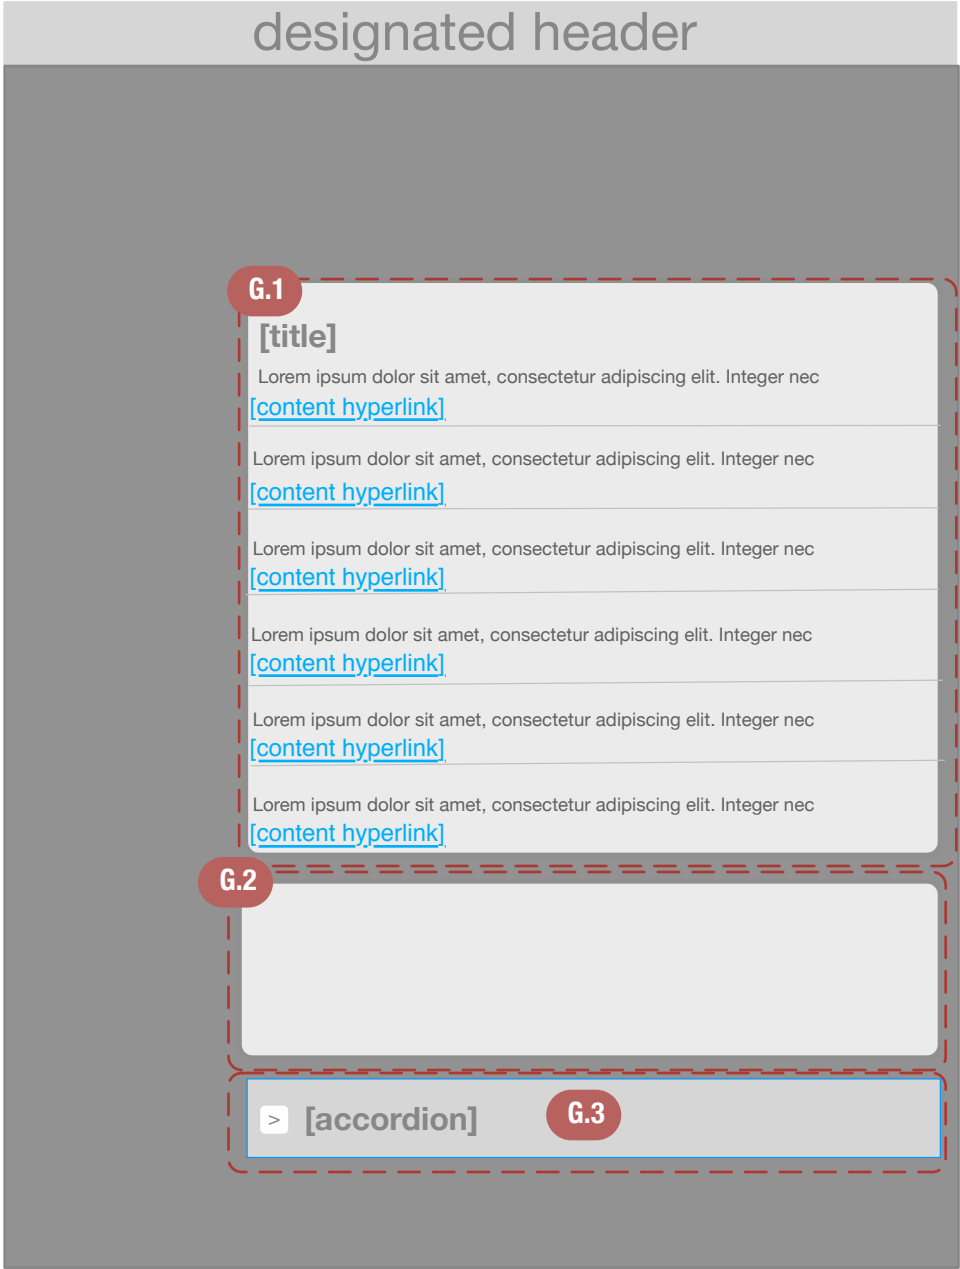 designated header
G.1
[title]
Lorem ipsum dolor sit amet, consectetur adipiscing elit. Integer nec
[content hyperlink]
Lorem ipsum dolor sit amet, consectetur adipiscing elit. Integer nec
[content hyperlink]
Lorem ipsum dolor sit amet, consectetur adipiscing elit. Integer nec
[content hyperlink]
Lorem ipsum dolor sit amet, consectetur adipiscing elit. Integer nec
[content hyperlink]
Lorem ipsum dolor sit amet, consectetur adipiscing elit. Integer nec
[content hyperlink]
Lorem ipsum dolor sit amet, consectetur adipiscing elit. Integer nec
[content hyperlink]
G.2
> [accordion] G.3